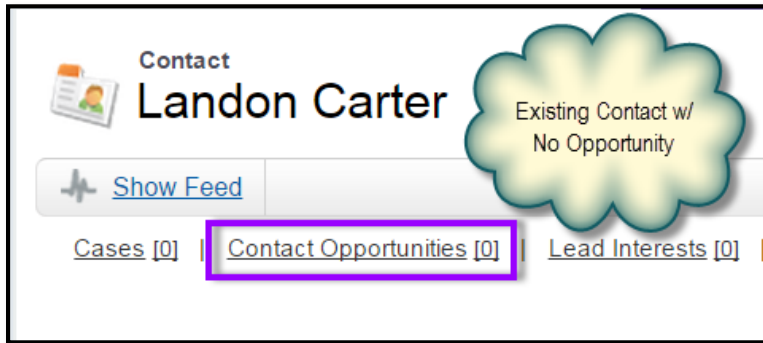 Contact
Landon Carter
Existing Contact w/
No Opportunity
Show Feed
Cases [0] | Contact Opportunities [0] | Lead Interests [0] |